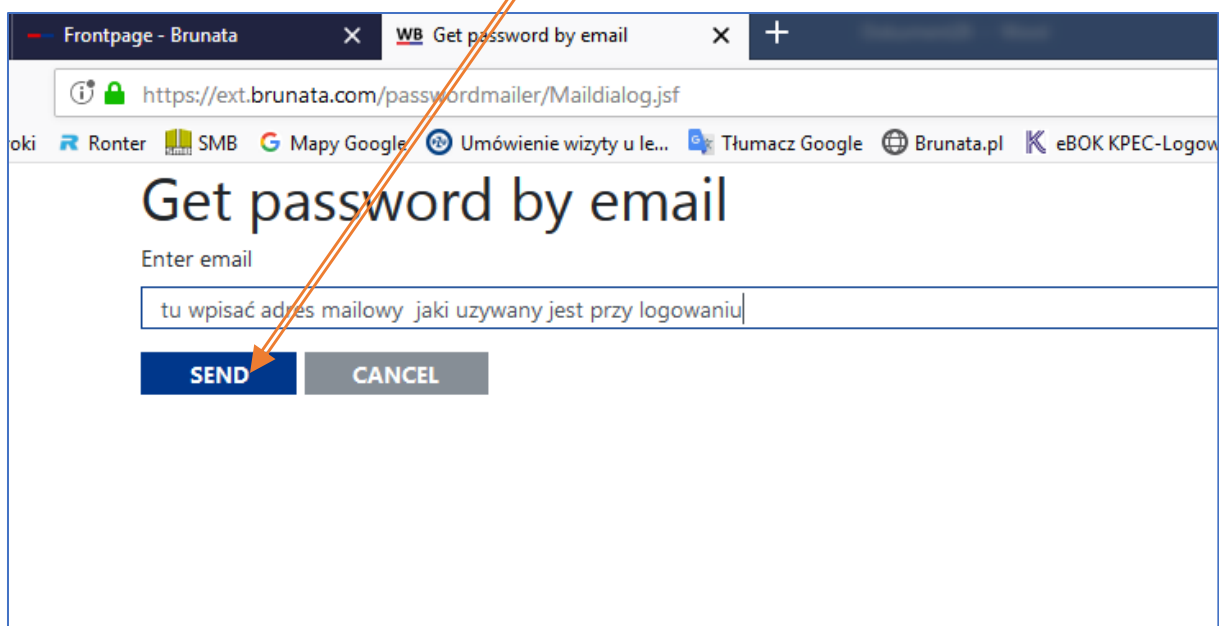 Frontpage - Brunata WB Get password by email
https://ext.brunata.com/passwordmailer/Maildialog.jsf
oki Ronter SMB Mapy Google Umówienie wizyty u le... Tłumacz Google Brunata.pl eBOK KPEC-Logow
Get password by email
Enter email
tu wpisać adres mailowy jaki uzywany jest przy logowaniu
SEND CANCEL